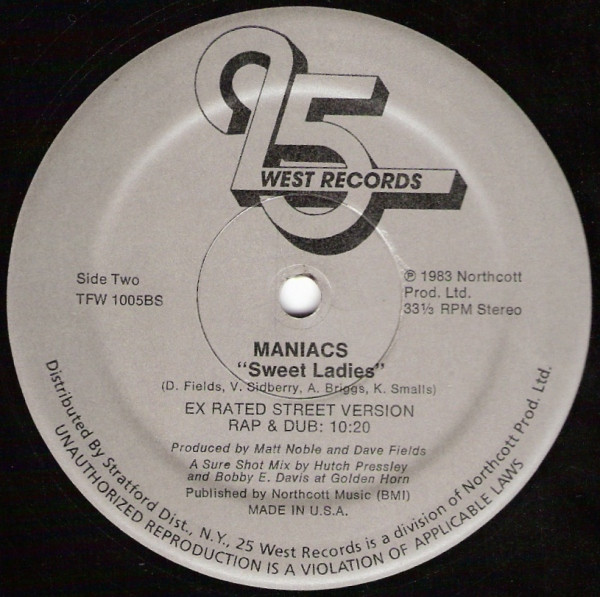 25
WEST RECORDS
Side Two
TFW 1005BS
℗ 1983 Northcott
Prod. Ltd.
33⅓ RPM Stereo
MANIACS
"Sweet Ladies"
(D. Fields, V. Sidberry, A. Briggs, K. Smalls)
EX RATED STREET VERSION
RAP & DUB: 10:20
Produced by Matt Noble and Dave Fields
A Sure Shot Mix by Hutch Pressley
and Bobby E. Davis at Golden Horn
Published by Northcott Music (BMI)
MADE IN U.S.A.
Distributed By Stratford Dist., N.Y., 25 West Records is a division of Northcott Prod. Ltd.
UNAUTHORIZED REPRODUCTION IS A VIOLATION OF APPLICABLE LAWS